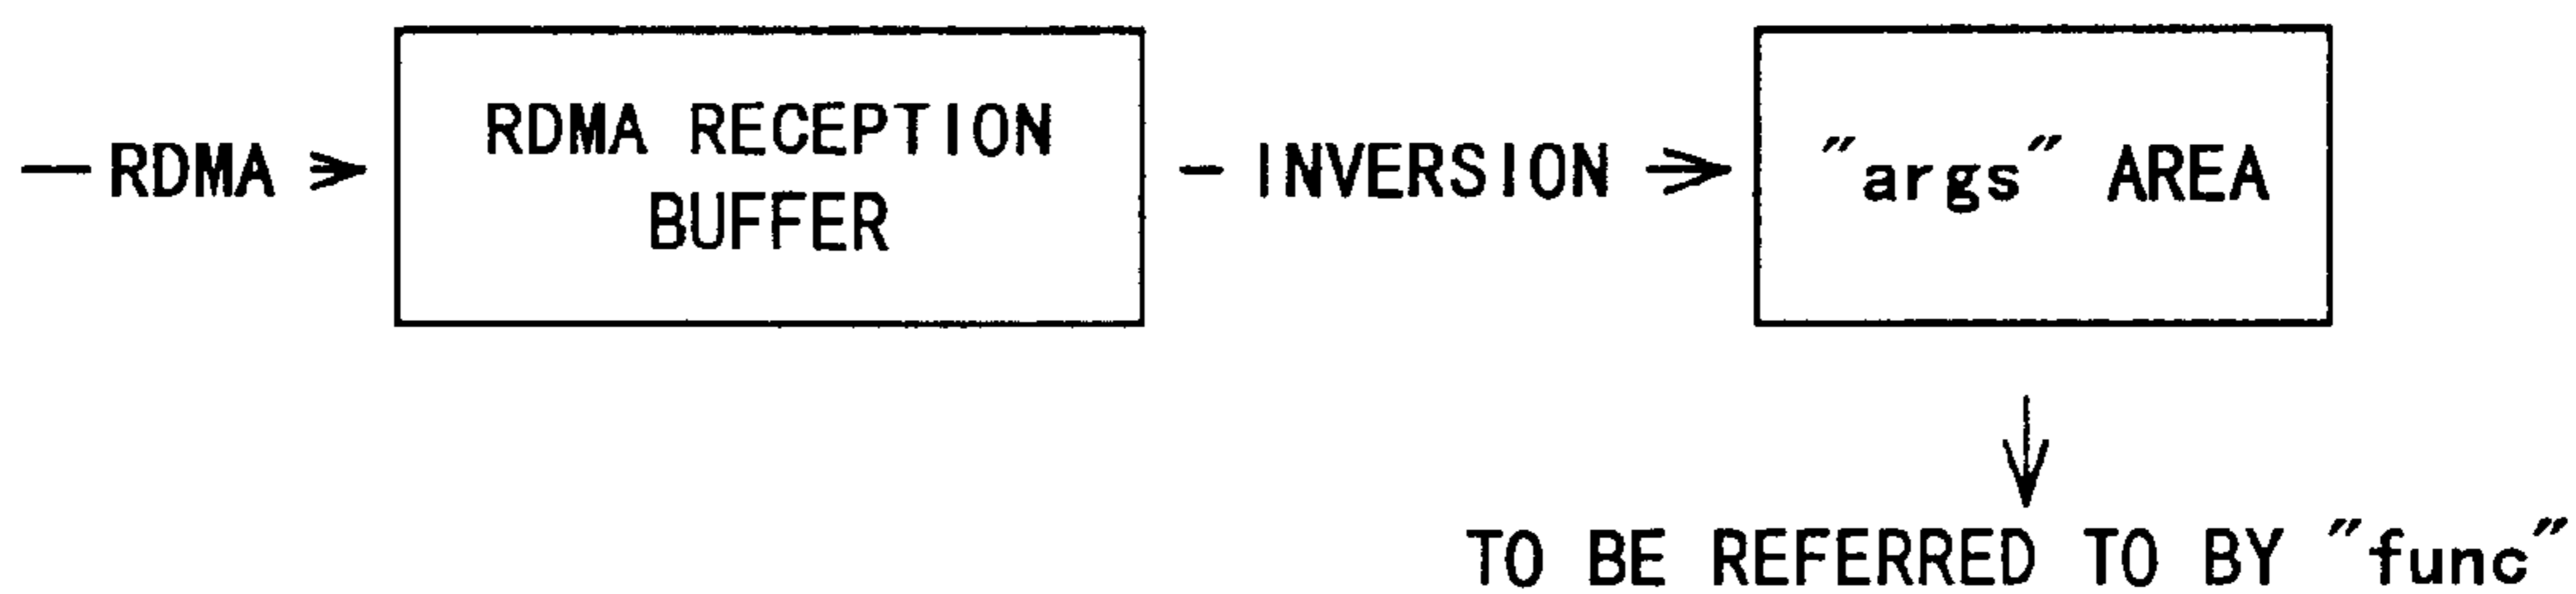 RDMA
RDMA RECEPTION
BUFFER
INVERSION
"args" AREA
TO BE REFERRED TO BY "func"